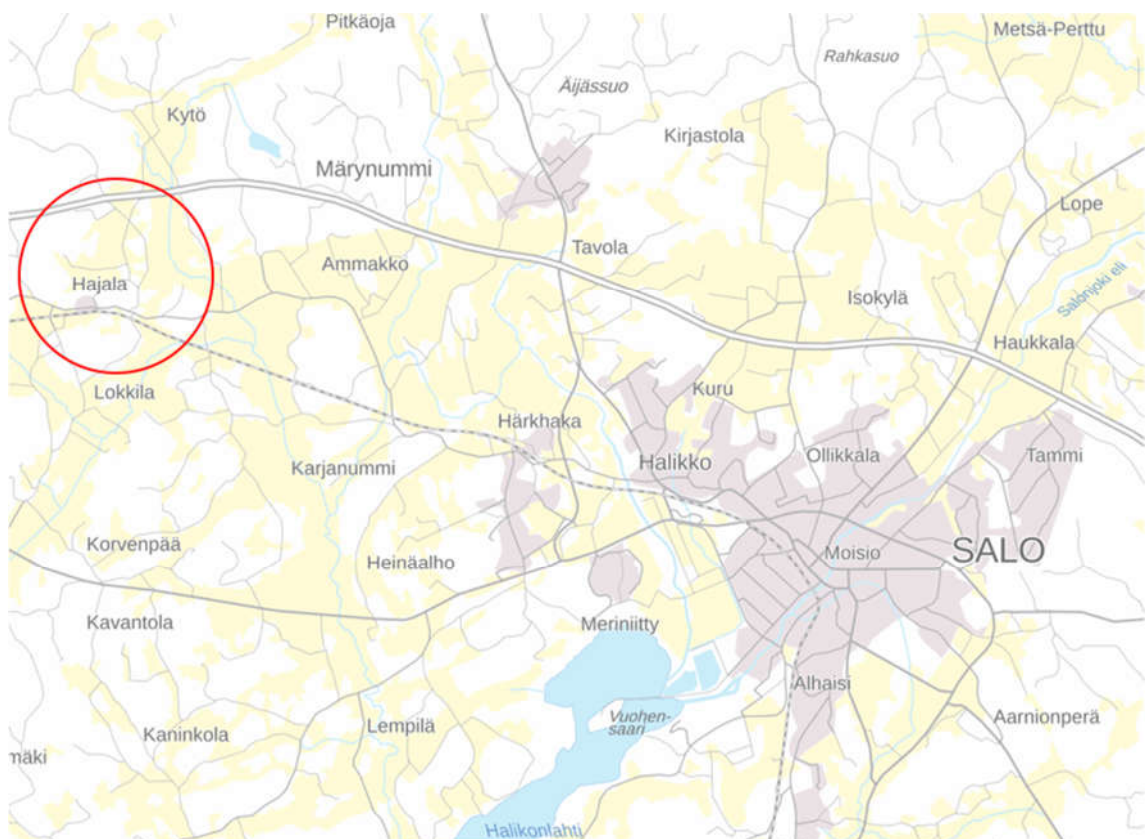 Pitkäoja
Metsä-Perttu
Rahkasuo
Äijässuo
Kytö
Kirjastola
Märynummi
Lope
Tavola
Ammakko
Hajala
Isokylä
Salonjoki eli
Haukkala
Lokkila
Kuru
Härkhaka
Halikko
Ollikkala
Tammi
Karjanummi
Korvenpää
Heinäalho
Moisio
SALO
Kavantola
Meriniitty
Alhaisi
Vuohen-
saari
Lempilä
Aarnionperä
Kaninkola
mäki
Halikonlahti